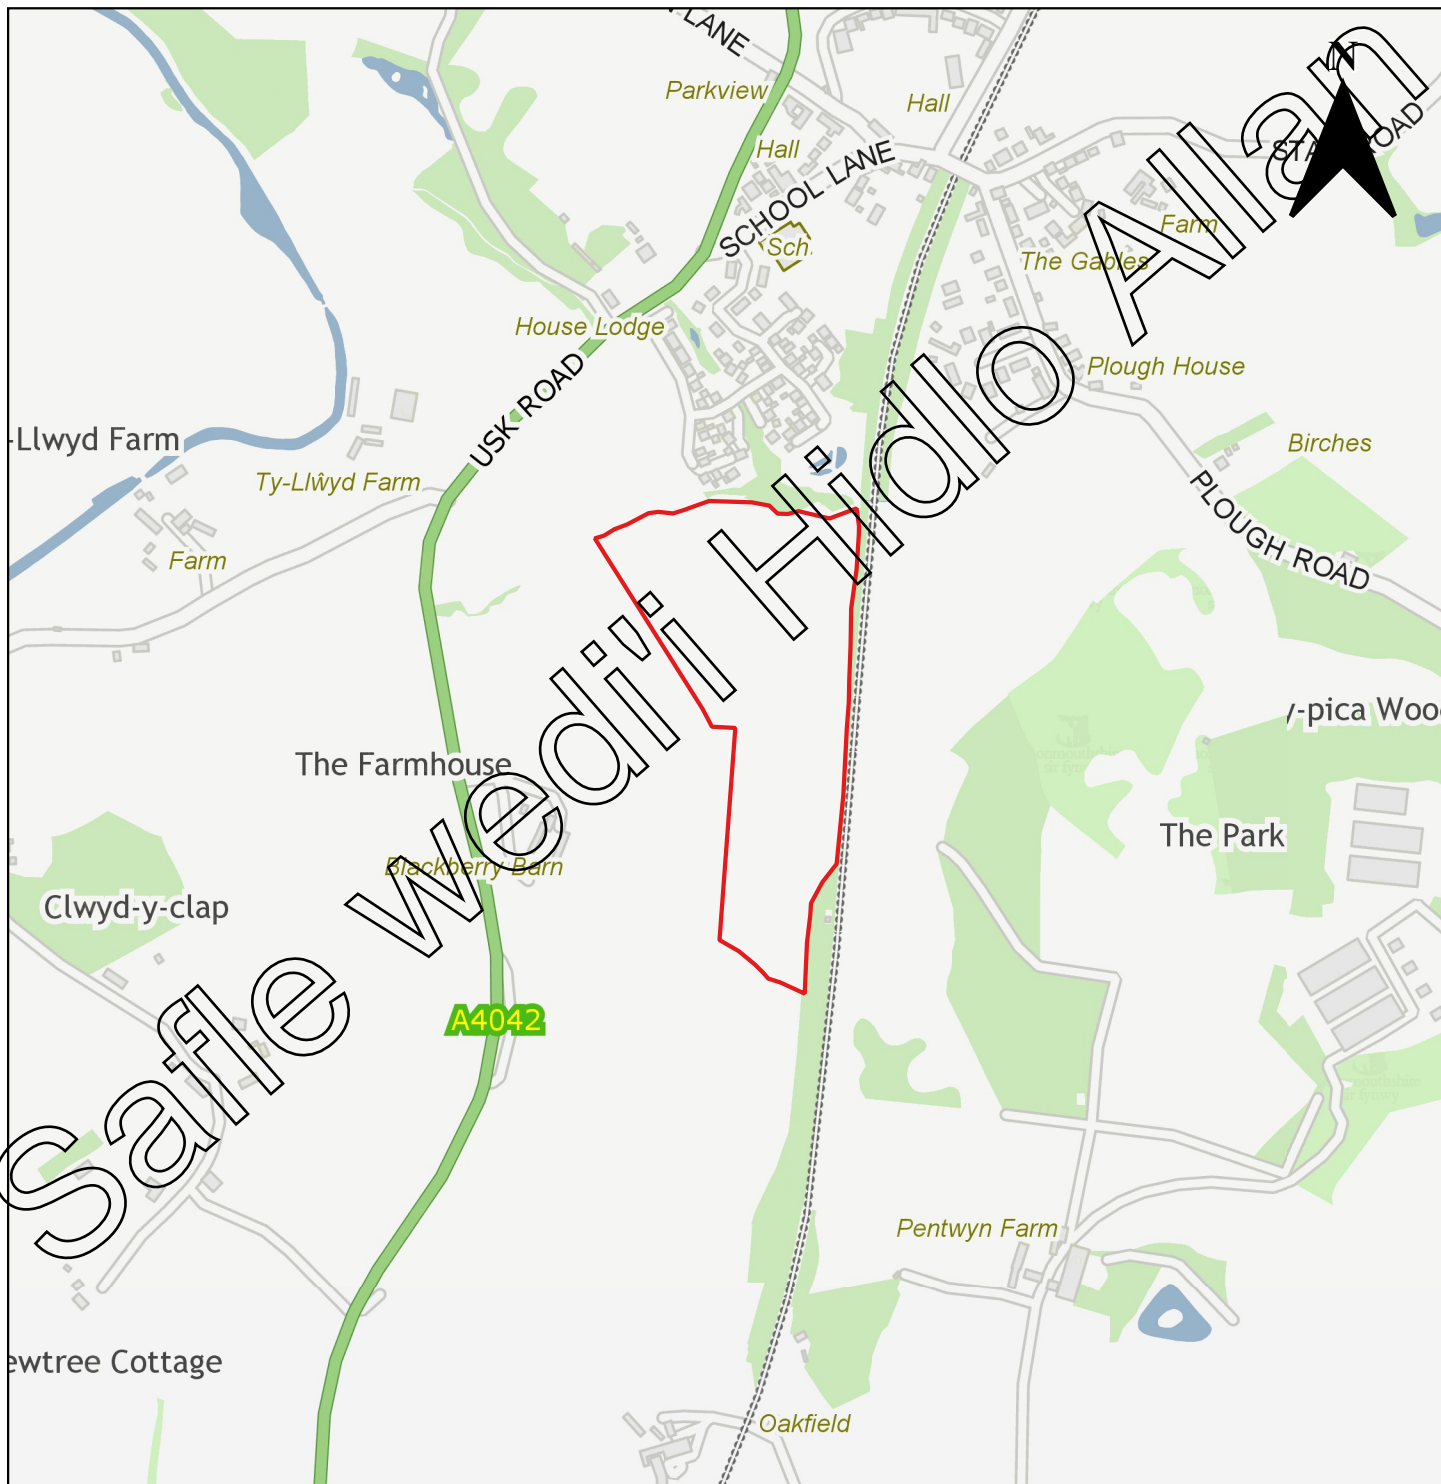 LANE
N
Parkview
Hall
Hall
SCHOOL LANE
Sch
Farm
The Gables
House Lodge
Plough House
USK ROAD
-Llwyd Farm
Birches
Ty-Llŵyd Farm
PLOUGH ROAD
Farm
y-pica Woo
The Farmhouse
The Park
Blackberry Barn
Clwyd-y-clap
A4042
Pentwyn Farm
ewtree Cottage
Oakfield
Safle wedi'i Hidlo Allan